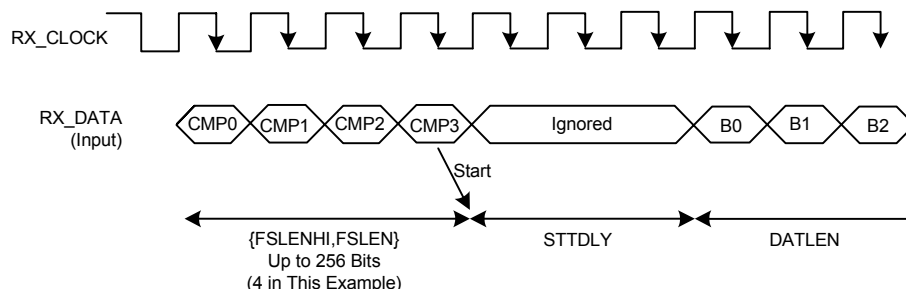 RX_CLOCK
RX_DATA
(Input)
CMP0 CMP1 CMP2 CMP3 Ignored B0 B1 B2
Start
{FSLENHI,FSLEN} STTDLY DATLEN
Up to 256 Bits
(4 in This Example)